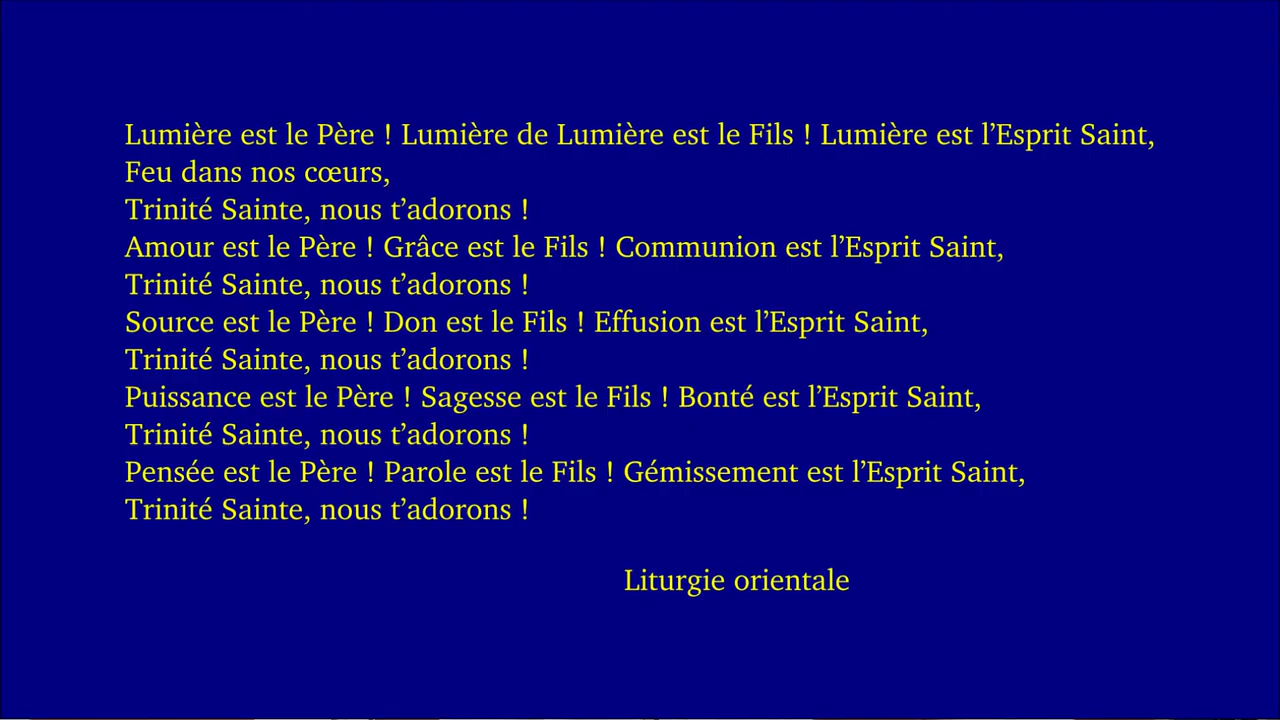 Lumière est le Père ! Lumière de Lumière est le Fils ! Lumière est l’Esprit Saint,
Feu dans nos cœurs,
Trinité Sainte, nous t’adorons !
Amour est le Père ! Grâce est le Fils ! Communion est l’Esprit Saint,
Trinité Sainte, nous t’adorons !
Source est le Père ! Don est le Fils ! Effusion est l’Esprit Saint,
Trinité Sainte, nous t’adorons !
Puissance est le Père ! Sagesse est le Fils ! Bonté est l’Esprit Saint,
Trinité Sainte, nous t’adorons !
Pensée est le Père ! Parole est le Fils ! Gémissement est l’Esprit Saint,
Trinité Sainte, nous t’adorons !
Liturgie orientale